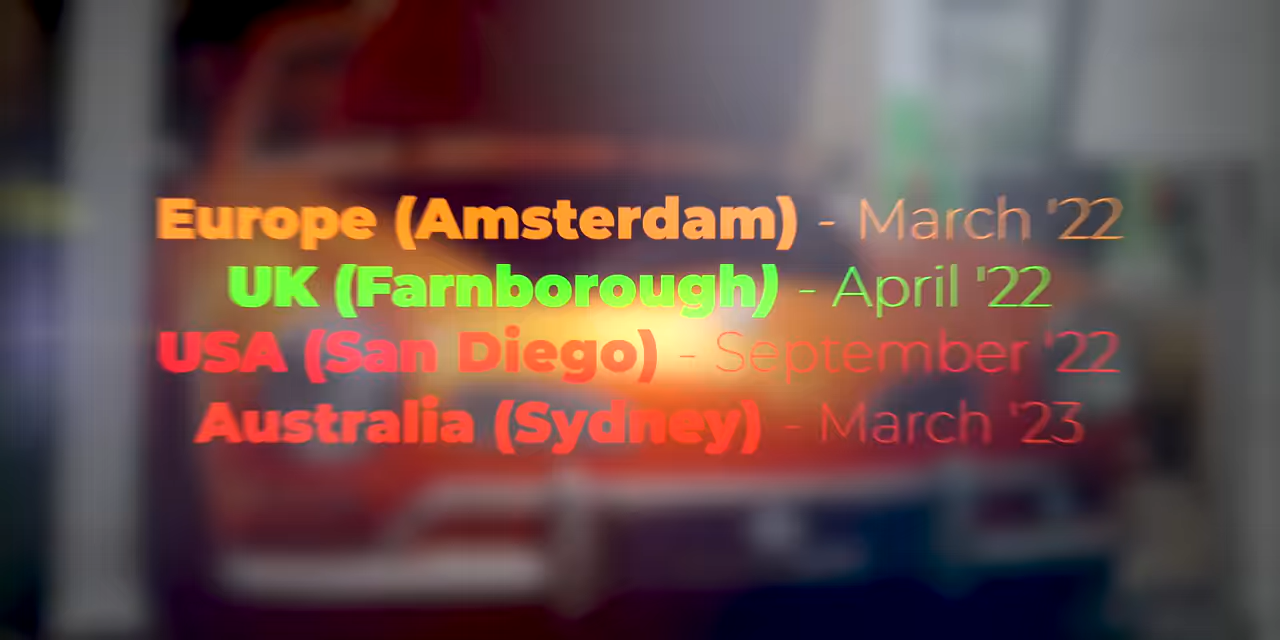 Europe (Amsterdam) - March '22
UK (Farnborough) - April '22
USA (San Diego) - September '22
Australia (Sydney) - March '23